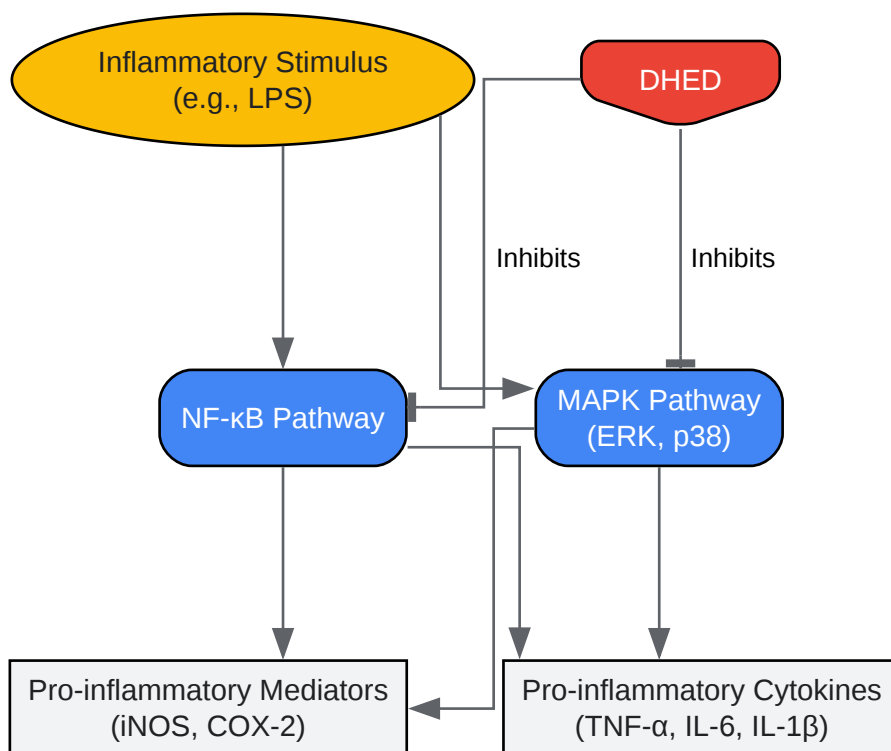 Inflammatory Stimulus
(e.g., LPS)
DHED
Inhibits
Inhibits
NF-κB Pathway
MAPK Pathway
(ERK, p38)
Pro-inflammatory Mediators
(iNOS, COX-2)
Pro-inflammatory Cytokines
(TNF-α, IL-6, IL-1β)